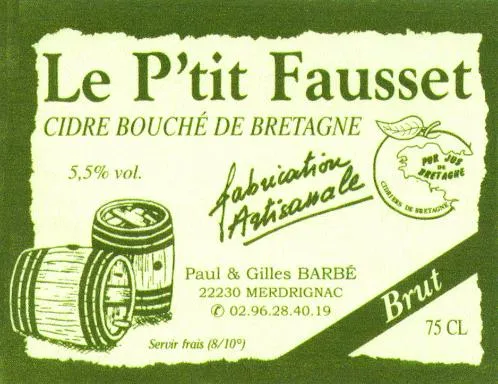 Le P'tit Fausset
CIDRE BOUCHÉ DE BRETAGNE
5,5% vol.
fabrication
Artisanale
PUR JUS
DE
BRETAGNE
CIDRIERS DE BRETAGNE
Paul & Gilles BARBÉ
22230 MERDRIGNAC
✆ 02.96.28.40.19
Brut
75 CL
Servir frais (8/10°)